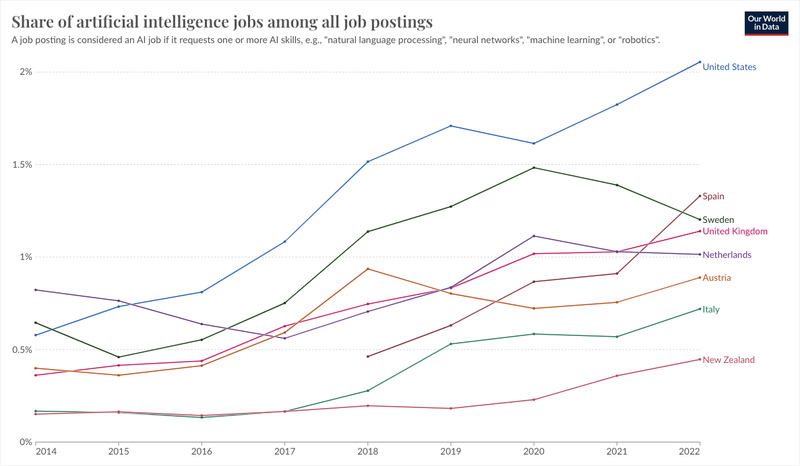 Share of artificial intelligence jobs among all job postings
Our World
in Data
A job posting is considered an AI job if it requests one or more AI skills, e.g., "natural language processing", "neural networks", "machine learning", or "robotics".
2%
United States
1.5%
Spain
Sweden
United Kingdom
1%
Netherlands
Austria
Italy
0.5%
New Zealand
0%
2014 2015 2016 2017 2018 2019 2020 2021 2022